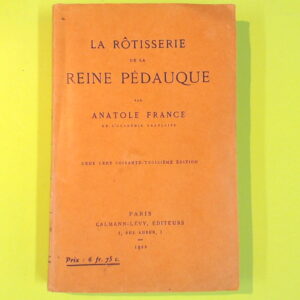 LA RÔTISSERIE
DE LA
REINE PÉDAUQUE
PAR
ANATOLE FRANCE
DE L'ACADÉMIE FRANÇAISE
DEUX CENT SOIXANTE-TROISIÈME ÉDITION
PARIS
CALMANN-LÉVY, ÉDITEURS
3, RUE AUBER, 3
Prix : 6 fr. 75 c.